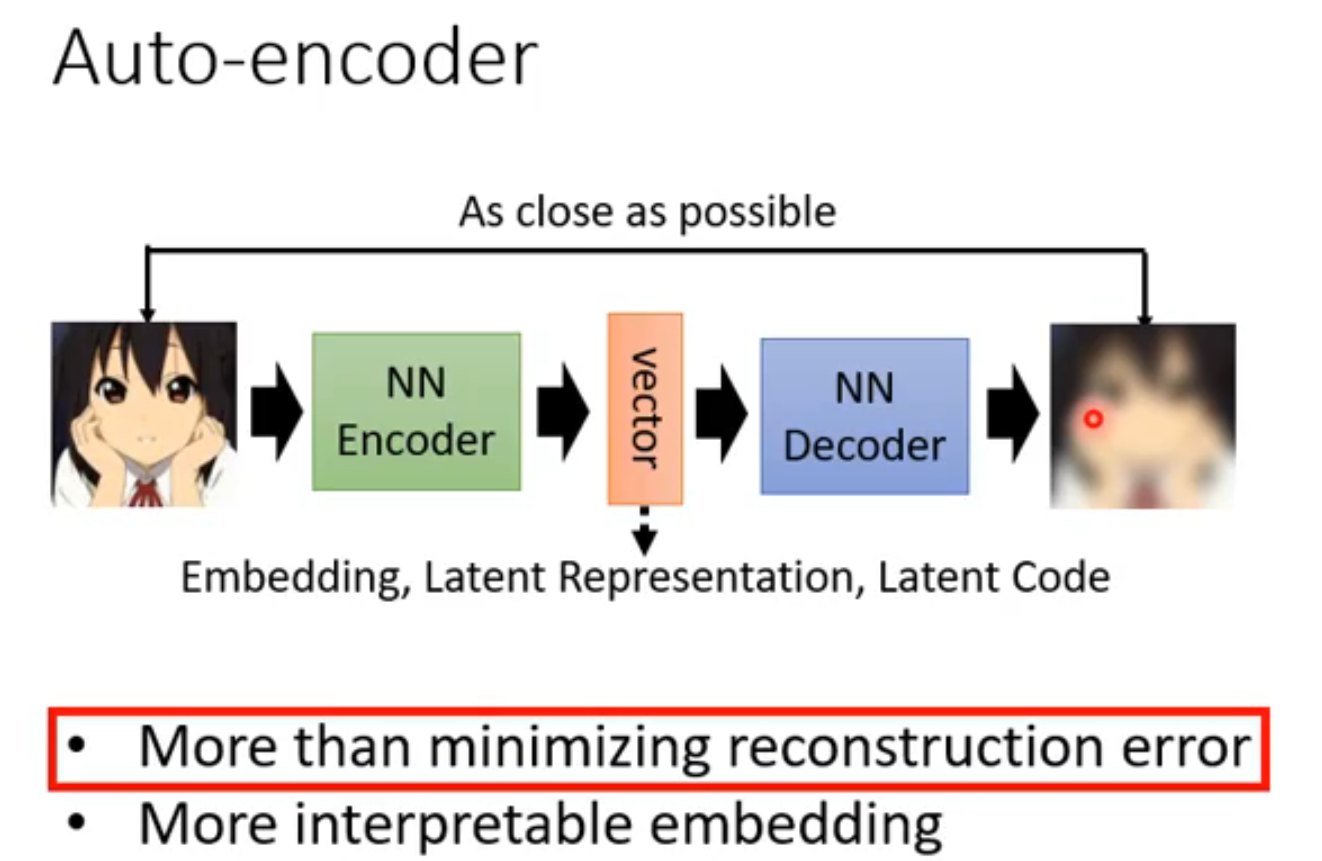 Auto-encoder
As close as possible
NN
Encoder
vector
NN
Decoder
Embedding, Latent Representation, Latent Code
• More than minimizing reconstruction error
• More interpretable embedding